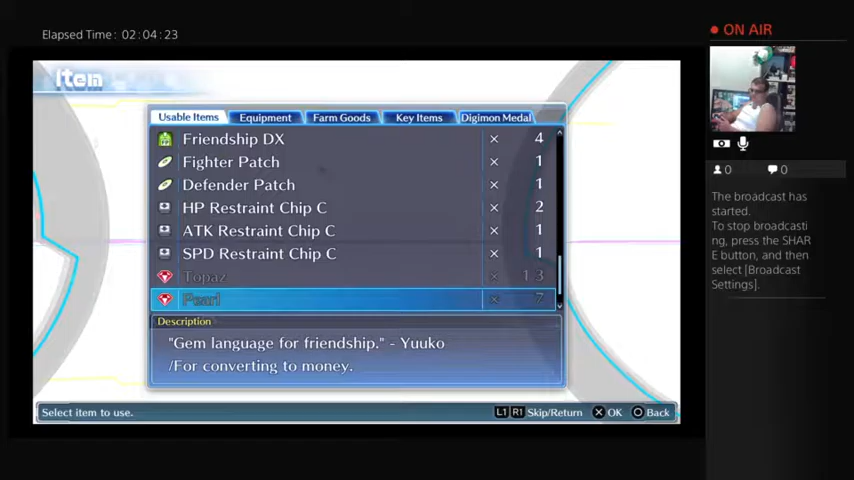 Elapsed Time : 02:04:23
ON AIR
Item
Usable Items
Equipment
Farm Goods
Key Items
Digimon Medal
Friendship DX × 4
Fighter Patch × 1
Defender Patch × 1
HP Restraint Chip C × 2
ATK Restraint Chip C × 1
SPD Restraint Chip C × 1
Topaz × 13
Pearl × 7
Description
"Gem language for friendship." - Yuuko
/For converting to money.
Select item to use.
L1 R1 Skip/Return
OK
Back
0
0
The broadcast has
started.
To stop broadcasti
ng, press the SHAR
E button, and then
select [Broadcast
Settings].